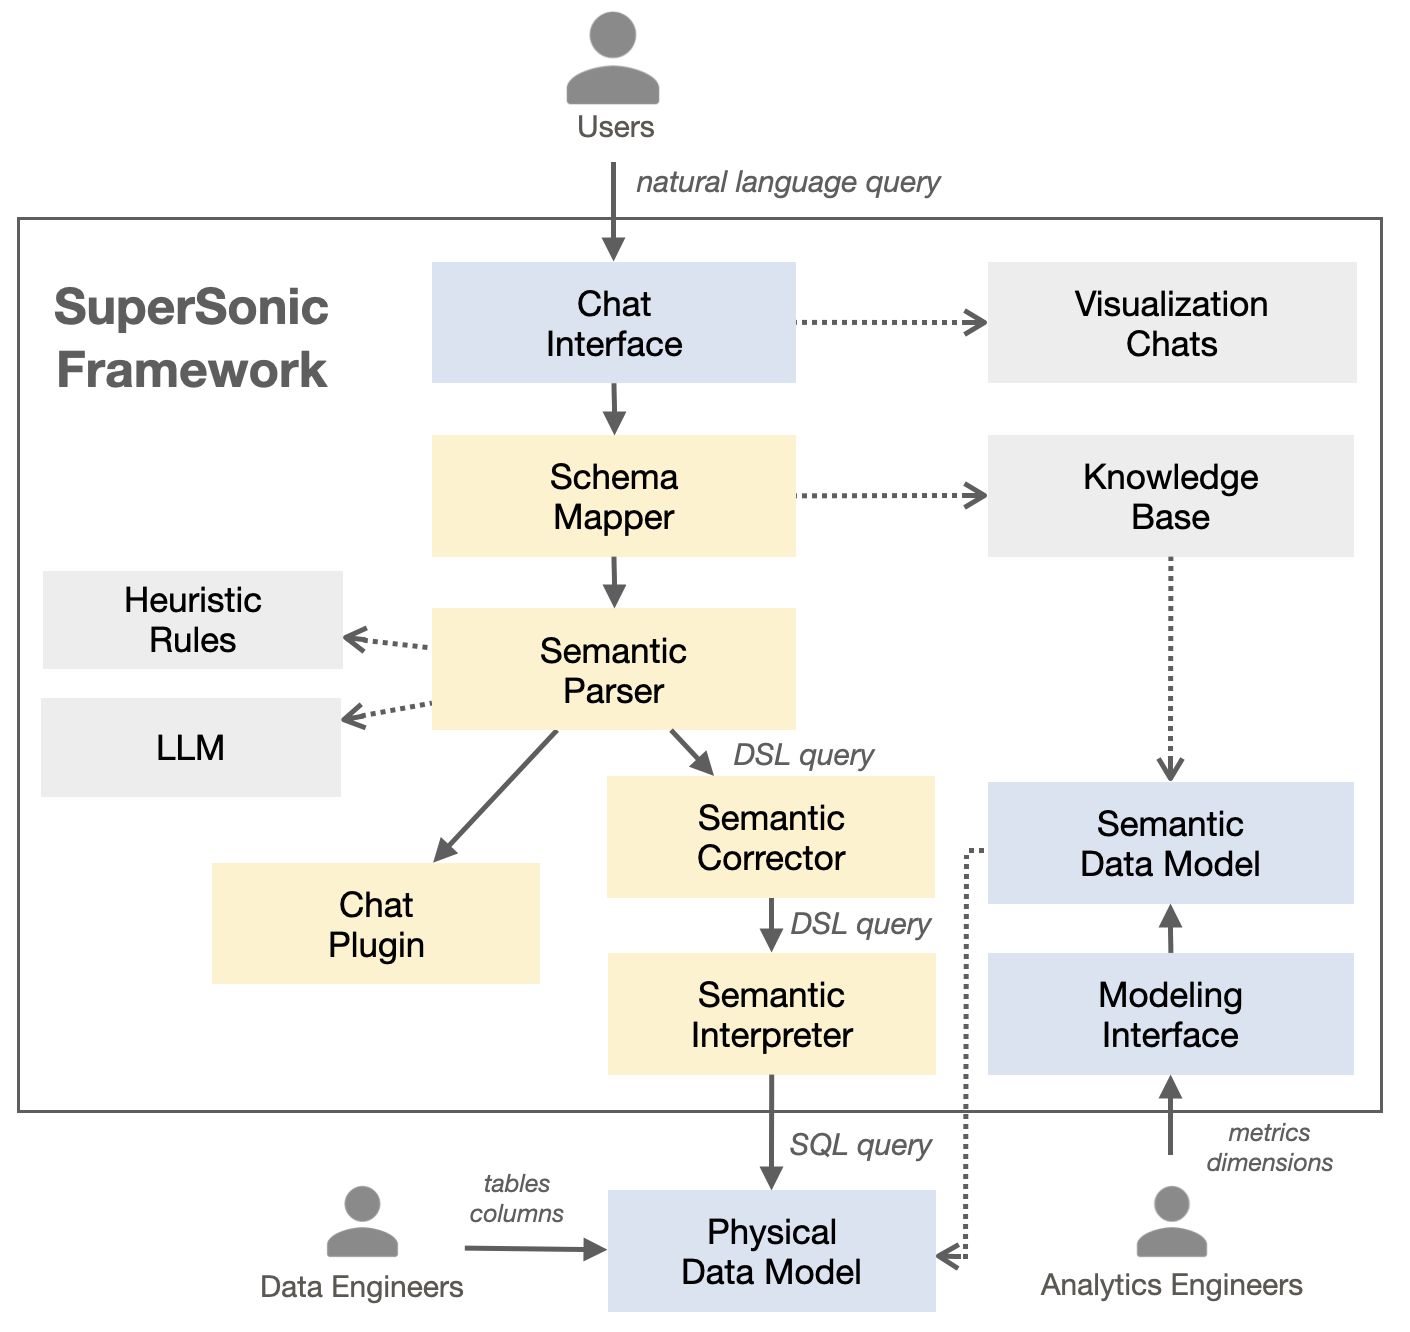 Users
natural language query
SuperSonic
Framework
Chat
Interface
Visualization
Chats
Schema
Mapper
Knowledge
Base
Heuristic
Rules
Semantic
Parser
LLM
DSL query
Semantic
Corrector
Semantic
Data Model
Chat
Plugin
DSL query
Semantic
Interpreter
Modeling
Interface
SQL query
metrics
dimensions
tables
columns
Physical
Data Model
Data Engineers
Analytics Engineers